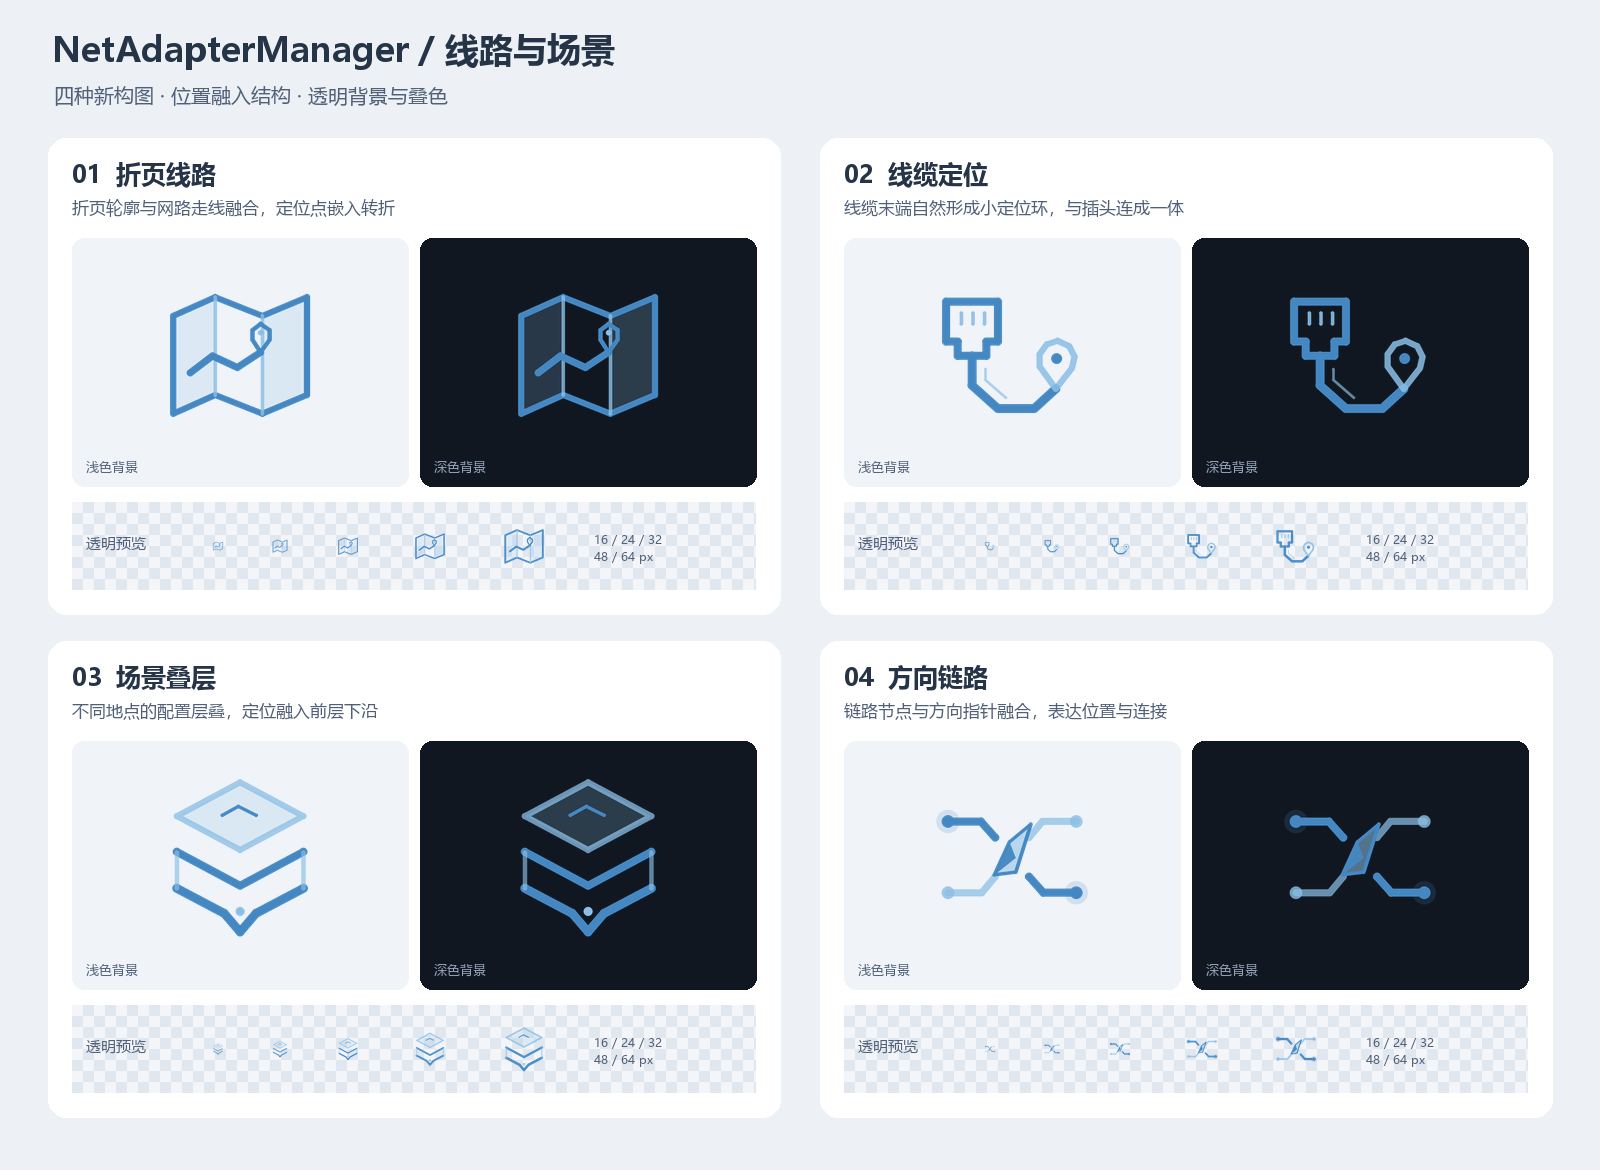 NetAdapterManager / 线路与场景
四种新构图 · 位置融入结构 · 透明背景与叠色
01 折页线路
折页轮廓与网路走线融合，定位点嵌入转折
浅色背景
深色背景
透明预览
16 / 24 / 32
48 / 64 px
02 线缆定位
线缆末端自然形成小定位环，与插头连成一体
浅色背景
深色背景
透明预览
16 / 24 / 32
48 / 64 px
03 场景叠层
不同地点的配置层叠，定位融入前层下沿
浅色背景
深色背景
透明预览
16 / 24 / 32
48 / 64 px
04 方向链路
链路节点与方向指针融合，表达位置与连接
浅色背景
深色背景
透明预览
16 / 24 / 32
48 / 64 px